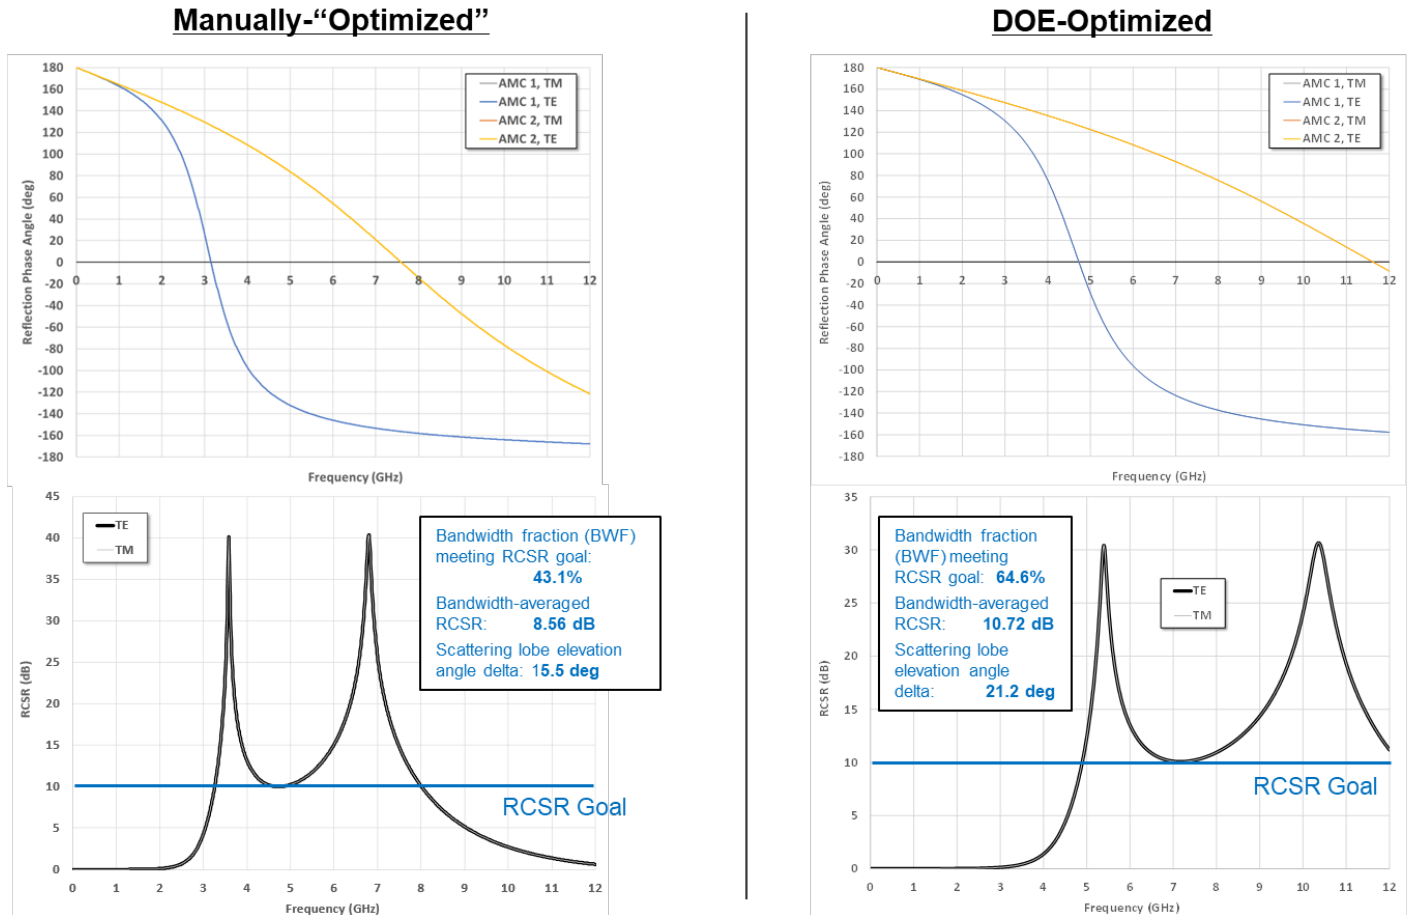 Manually-“Optimized”
180
160
140
120
100
80
60
40
20
0
-20
-40
-60
-80
-100
-120
-140
-160
-180
Reflection Phase Angle (deg)
0 1 2 3 4 5 6 7 8 9 10 11 12
Frequency (GHz)
AMC 1, TM
AMC 1, TE
AMC 2, TM
AMC 2, TE
45
40
35
30
25
20
15
10
5
0
RCSR (dB)
0 1 2 3 4 5 6 7 8 9 10 11 12
Frequency (GHz)
TE
TM
Bandwidth fraction (BWF)
meeting RCSR goal:
43.1%
Bandwidth-averaged
RCSR: 8.56 dB
Scattering lobe elevation
angle delta: 15.5 deg
RCSR Goal
DOE-Optimized
180
160
140
120
100
80
60
40
20
0
-20
-40
-60
-80
-100
-120
-140
-160
-180
Reflection Phase Angle (deg)
0 1 2 3 4 5 6 7 8 9 10 11 12
Frequency (GHz)
AMC 1, TM
AMC 1, TE
AMC 2, TM
AMC 2, TE
35
30
25
20
15
10
5
0
RCSR (dB)
0 1 2 3 4 5 6 7 8 9 10 11 12
Frequency (GHz)
Bandwidth fraction
(BWF) meeting
RCSR goal: 64.6%
Bandwidth-averaged
RCSR: 10.72 dB
Scattering lobe
elevation angle
delta: 21.2 deg
TE
TM
RCSR Goal